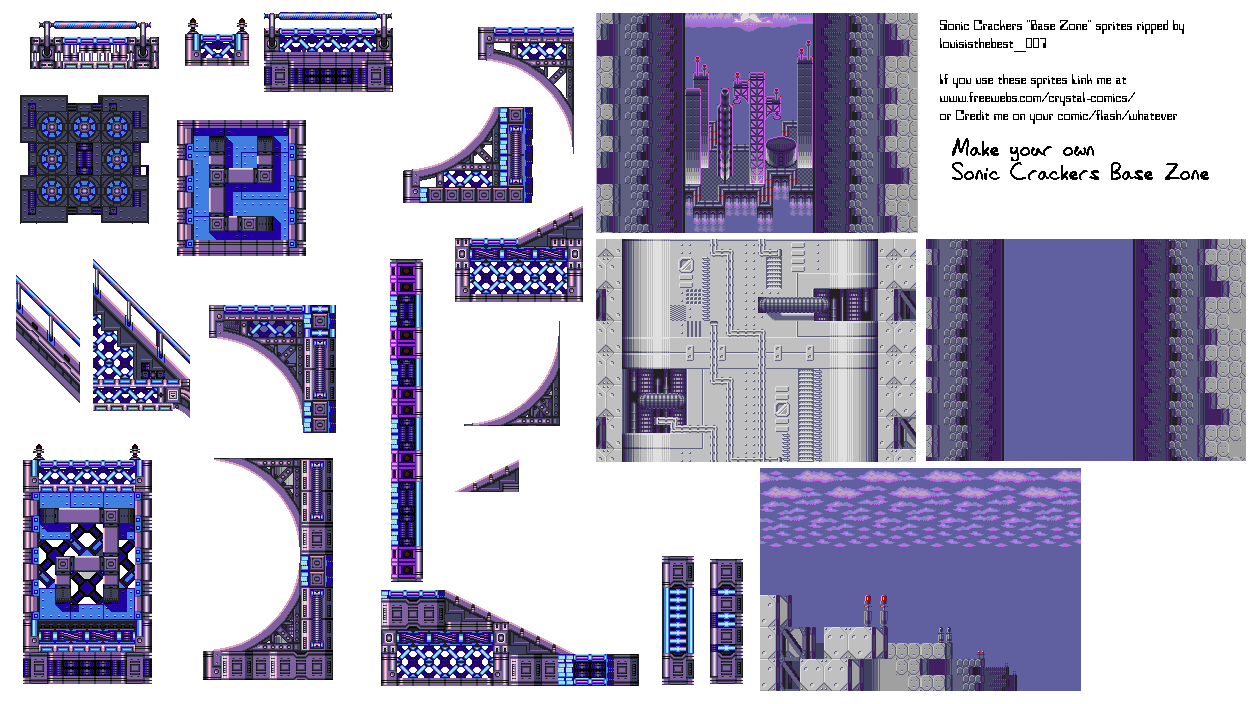 Sonic Crackers "Base Zone" sprites ripped by
louisisthebest__007
If you use these sprites Link me at
www.freewebs.com/crystal-comics/
or Credit me on your comic/flash/whatever
Make your own
Sonic Crackers Base Zone